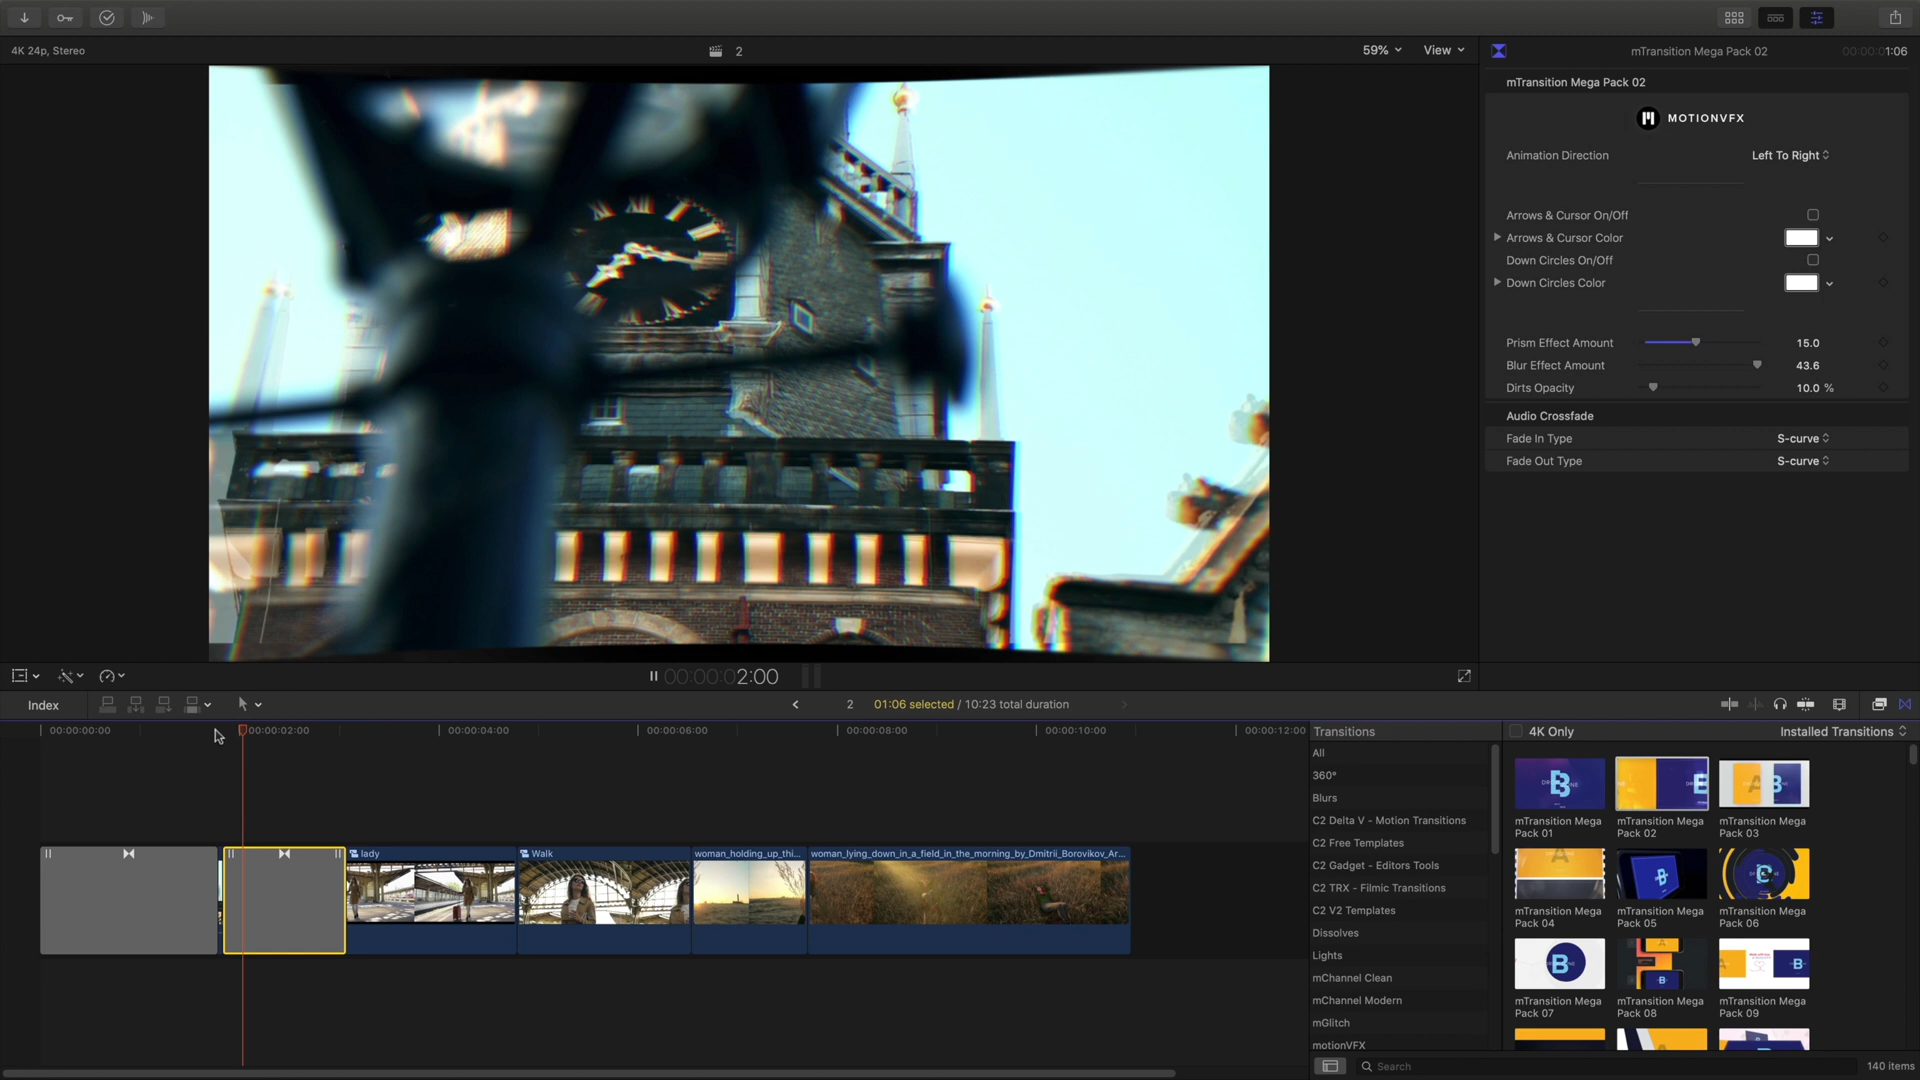 4K 24p, Stereo
2
59%
View
mTransition Mega Pack 02
00:00:01:06
mTransition Mega Pack 02
MOTIONVFX
Animation Direction
Left To Right
Arrows & Cursor On/Off
Arrows & Cursor Color
Down Circles On/Off
Down Circles Color
Prism Effect Amount
15.0
Blur Effect Amount
43.6
Dirts Opacity
10.0 %
Audio Crossfade
Fade In Type
S-curve
Fade Out Type
S-curve
00:00:02:00
Index
2
01:06 selected / 10:23 total duration
00:00:00:00
00:00:02:00
00:00:04:00
00:00:06:00
00:00:08:00
00:00:10:00
00:00:12:00
lady
Walk
woman_holding_up_thi...
woman_lying_down_in_a_field_in_the_morning_by_Dmitrii_Borovikov_Ar...
Transitions
All
360°
Blurs
C2 Delta V - Motion Transitions
C2 Free Templates
C2 Gadget - Editors Tools
C2 TRX - Filmic Transitions
C2 V2 Templates
Dissolves
Lights
mChannel Clean
mChannel Modern
mGlitch
motionVFX
4K Only
Installed Transitions
mTransition Mega
Pack 01
mTransition Mega
Pack 02
mTransition Mega
Pack 03
mTransition Mega
Pack 04
mTransition Mega
Pack 05
mTransition Mega
Pack 06
mTransition Mega
Pack 07
mTransition Mega
Pack 08
mTransition Mega
Pack 09
Search
140 items